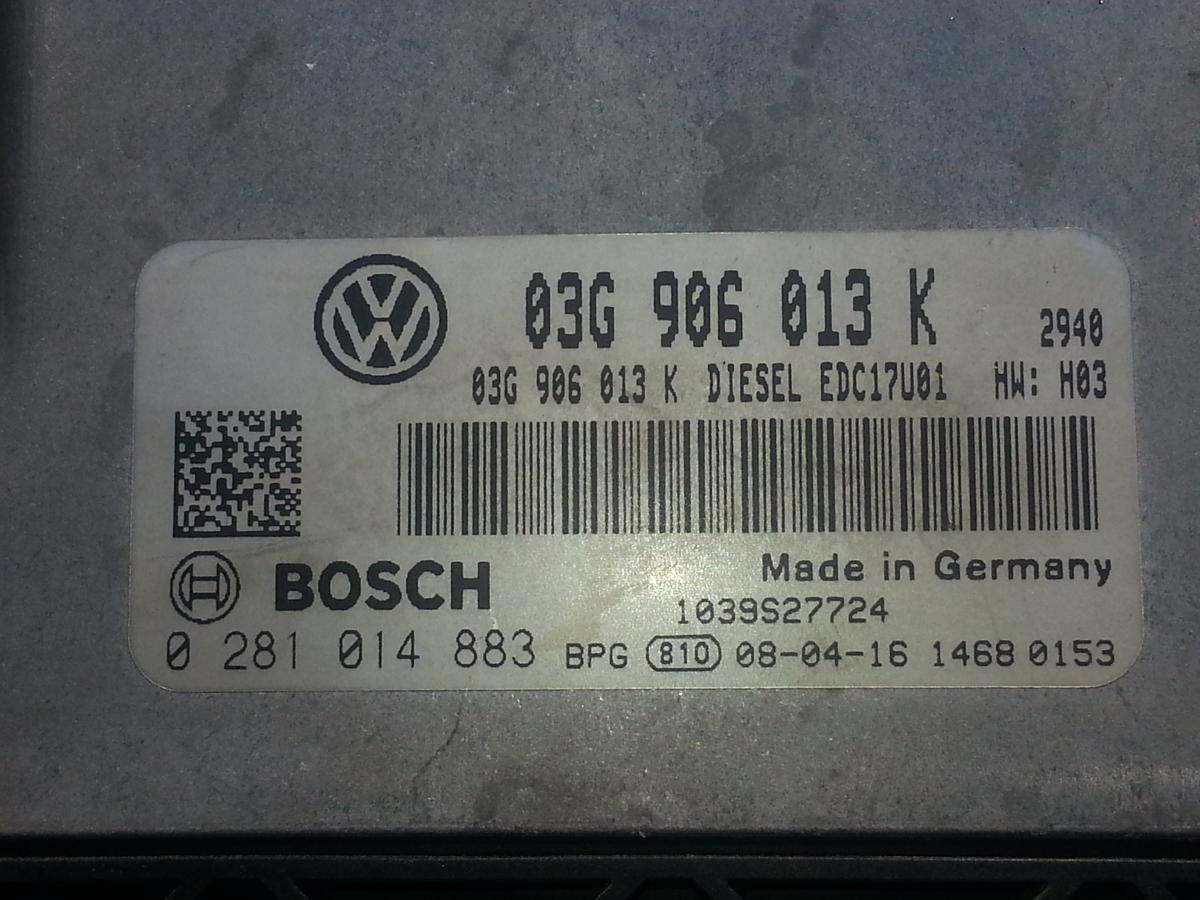 03G 906 013 K 2940
03G 906 013 K DIESEL EDC17U01 HW: H03
BOSCH Made in Germany
1039S27724
0 281 014 883 BPG 810 08-04-16 1468 0153